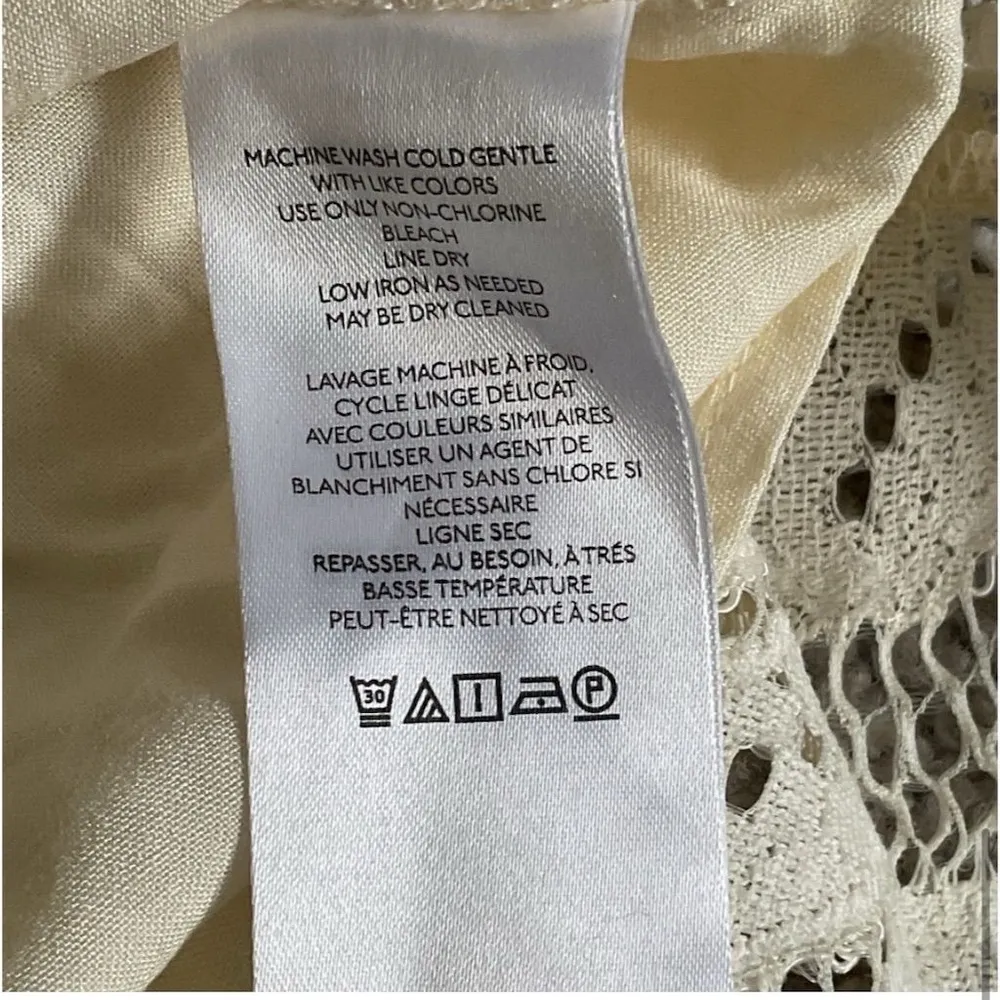 MACHINE WASH COLD GENTLE
WITH LIKE COLORS
USE ONLY NON-CHLORINE
BLEACH
LINE DRY
LOW IRON AS NEEDED
MAY BE DRY CLEANED
LAVAGE MACHINE À FROID,
CYCLE LINGE DÉLICAT
AVEC COULEURS SIMILAIRES
UTILISER UN AGENT DE
BLANCHIMENT SANS CHLORE SI
NÉCESSAIRE
LIGNE SEC
REPASSER, AU BESOIN, À TRÉS
BASSE TEMPÉRATURE
PEUT-ÊTRE NETTOYÉ À SEC
30 P